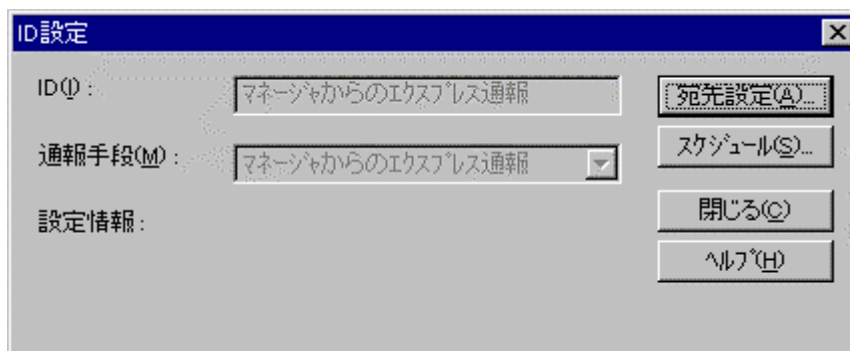 ID設定
ID(I) :
マネージャからのエクスプレス通報
宛先設定(A)...
通報手段(M) :
マネージャからのエクスプレス通報
スケジュール(S)...
設定情報 :
閉じる(C)
ヘルプ(H)